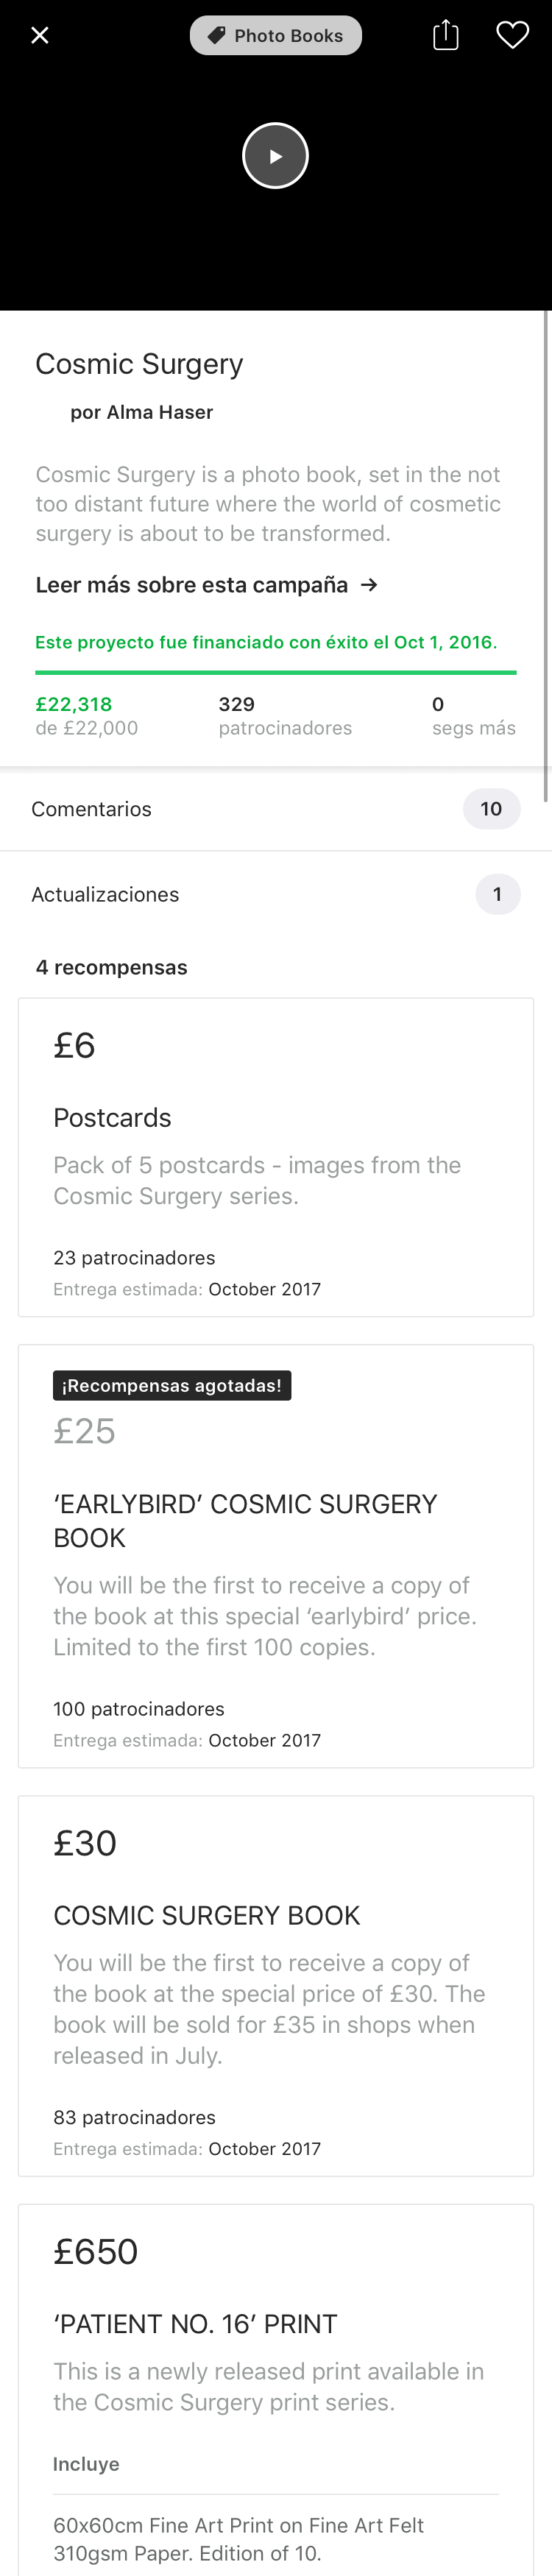 Photo Books
Cosmic Surgery
por Alma Haser
Cosmic Surgery is a photo book, set in the not
too distant future where the world of cosmetic
surgery is about to be transformed.
Leer más sobre esta campaña →
Este proyecto fue financiado con éxito el Oct 1, 2016.
£22,318
de £22,000
329
patrocinadores
0
segs más
Comentarios
10
Actualizaciones
1
4 recompensas
£6
Postcards
Pack of 5 postcards - images from the
Cosmic Surgery series.
23 patrocinadores
Entrega estimada: October 2017
¡Recompensas agotadas!
£25
‘EARLYBIRD’ COSMIC SURGERY
BOOK
You will be the first to receive a copy of
the book at this special ‘earlybird’ price.
Limited to the first 100 copies.
100 patrocinadores
Entrega estimada: October 2017
£30
COSMIC SURGERY BOOK
You will be the first to receive a copy of
the book at the special price of £30. The
book will be sold for £35 in shops when
released in July.
83 patrocinadores
Entrega estimada: October 2017
£650
‘PATIENT NO. 16’ PRINT
This is a newly released print available in
the Cosmic Surgery print series.
Incluye
60x60cm Fine Art Print on Fine Art Felt
310gsm Paper. Edition of 10.